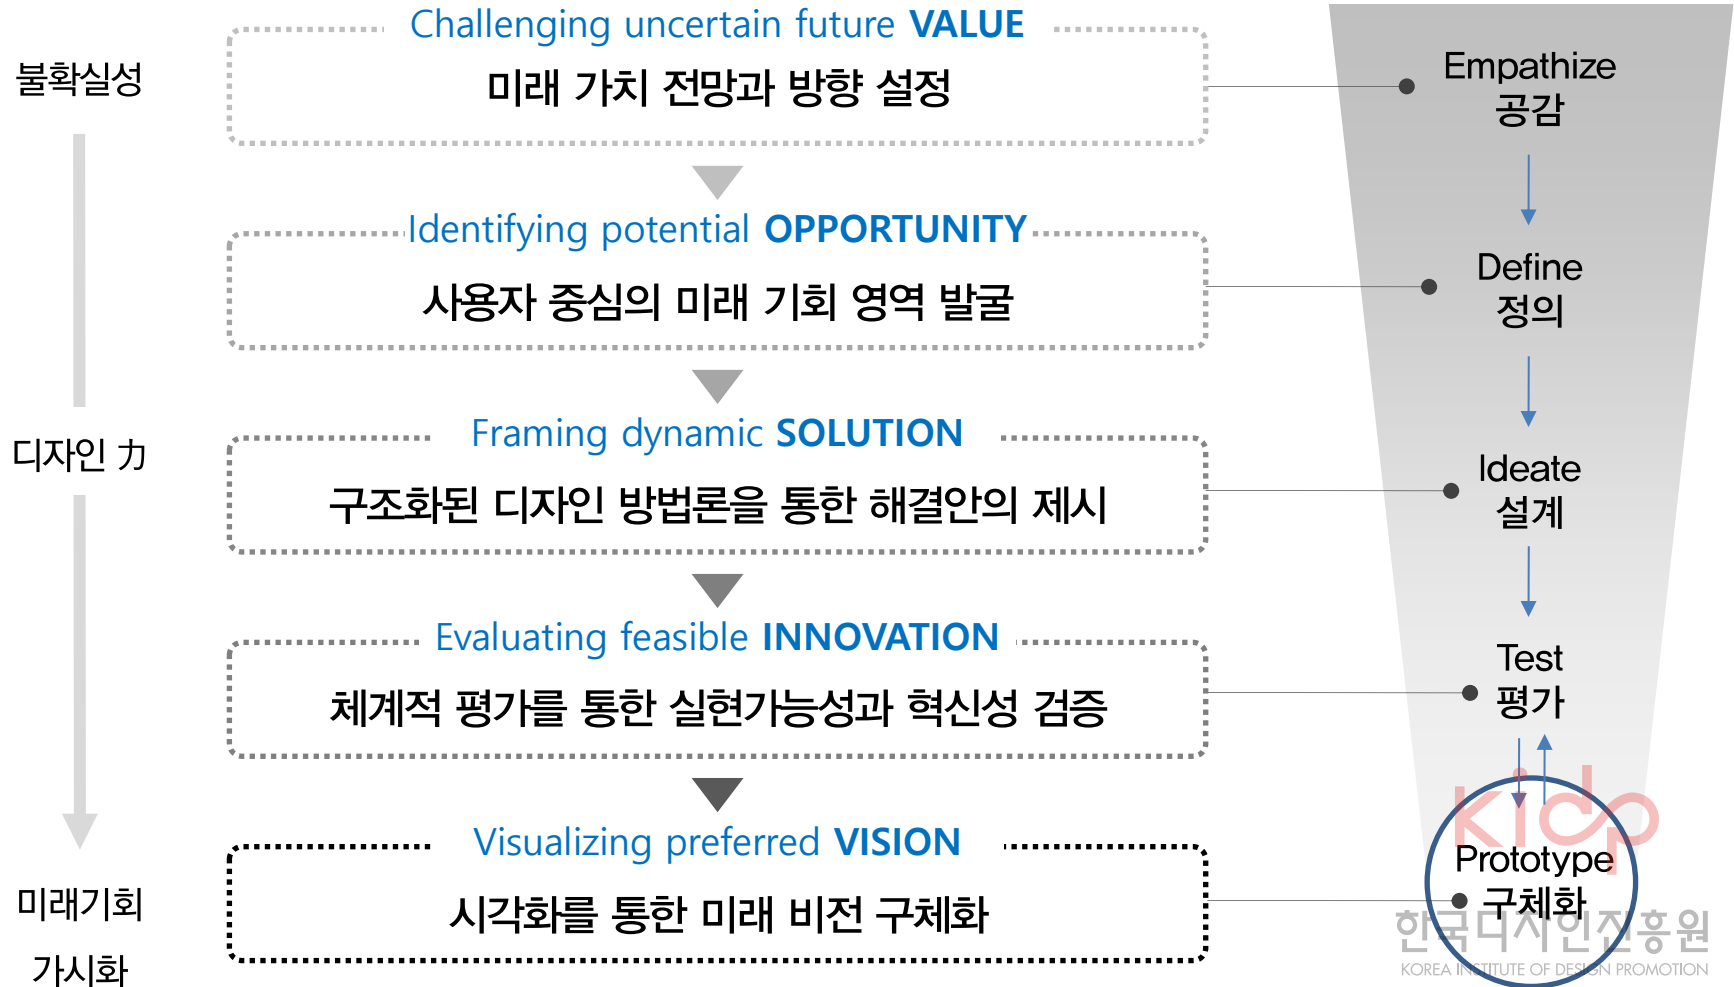 불확실성
디자인 力
미래기회
가시화
Challenging uncertain future VALUE
미래 가치 전망과 방향 설정
Identifying potential OPPORTUNITY
사용자 중심의 미래 기회 영역 발굴
Framing dynamic SOLUTION
구조화된 디자인 방법론을 통한 해결안의 제시
Evaluating feasible INNOVATION
체계적 평가를 통한 실현가능성과 혁신성 검증
Visualizing preferred VISION
시각화를 통한 미래 비전 구체화
Empathize
공감
Define
정의
Ideate
설계
Test
평가
kidp
Prototype
구체화
한국디자인진흥원
KOREA INSTITUTE OF DESIGN PROMOTION